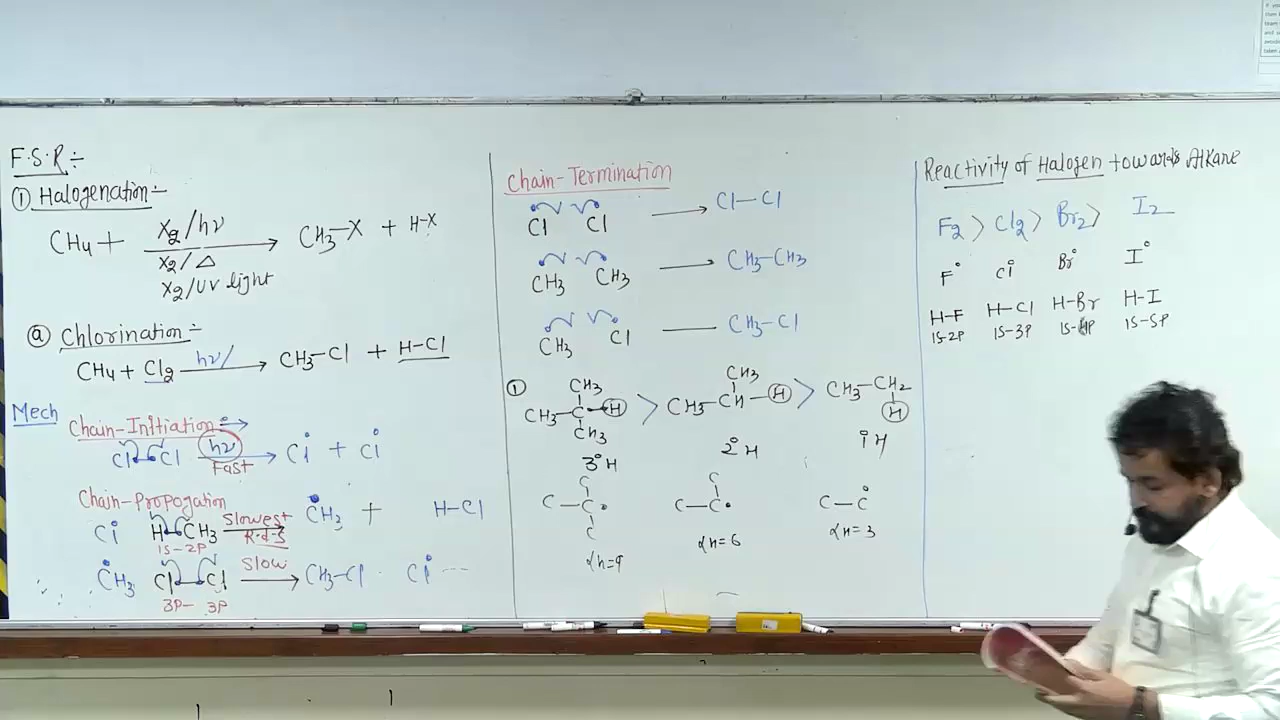 F.S.R÷
① Halogenation:-
CH4 + X2/hν → CH3-X + H-X
X2/△
X2/UV light
ⓐ Chlorination:-
CH4 + Cl2 hν/ → CH3-Cl + H-Cl
Mech
Chain-Initiation
Cl Cl hν → Cl + Cl
Fast
Chain-Propogation
Cl H CH3 Slowest → CH3 + H-Cl
1S-2P R.d.S
CH3 Cl Cl Slow → CH3-Cl . Cl ----
3P- 3P
Chain-Termination
Cl Cl → Cl-Cl
CH3 CH3 → CH3-CH3
CH3 Cl — CH3-Cl
①
CH3 CH3
CH3-C-H > CH3-CH-H > CH3-CH2
CH3 H
3° H 2° H 1° H
C
C-C. C-C. C-C
C
αH=9 αH=6 αH=3
Reactivity of Halogen towards Alkane
F2 > Cl2 > Br2 > I2
F Cl Br I
H-F H-Cl H-Br H-I
1S-2P 1S-3P 1S-4P 1S-5P